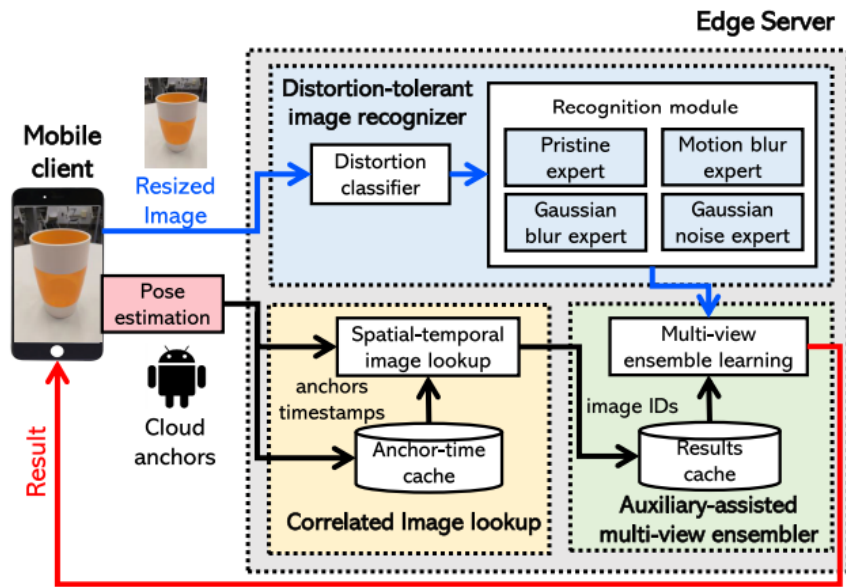 Edge Server
Distortion-tolerant
image recognizer
Recognition module
Mobile
client
Resized
Image
Distortion
classifier
Pristine
expert
Motion blur
expert
Gaussian
blur expert
Gaussian
noise expert
Pose
estimation
Spatial-temporal
image lookup
Multi-view
ensemble learning
anchors
timestamps
image IDs
Cloud
anchors
Anchor-time
cache
Results
cache
Result
Correlated Image lookup
Auxiliary-assisted
multi-view ensembler